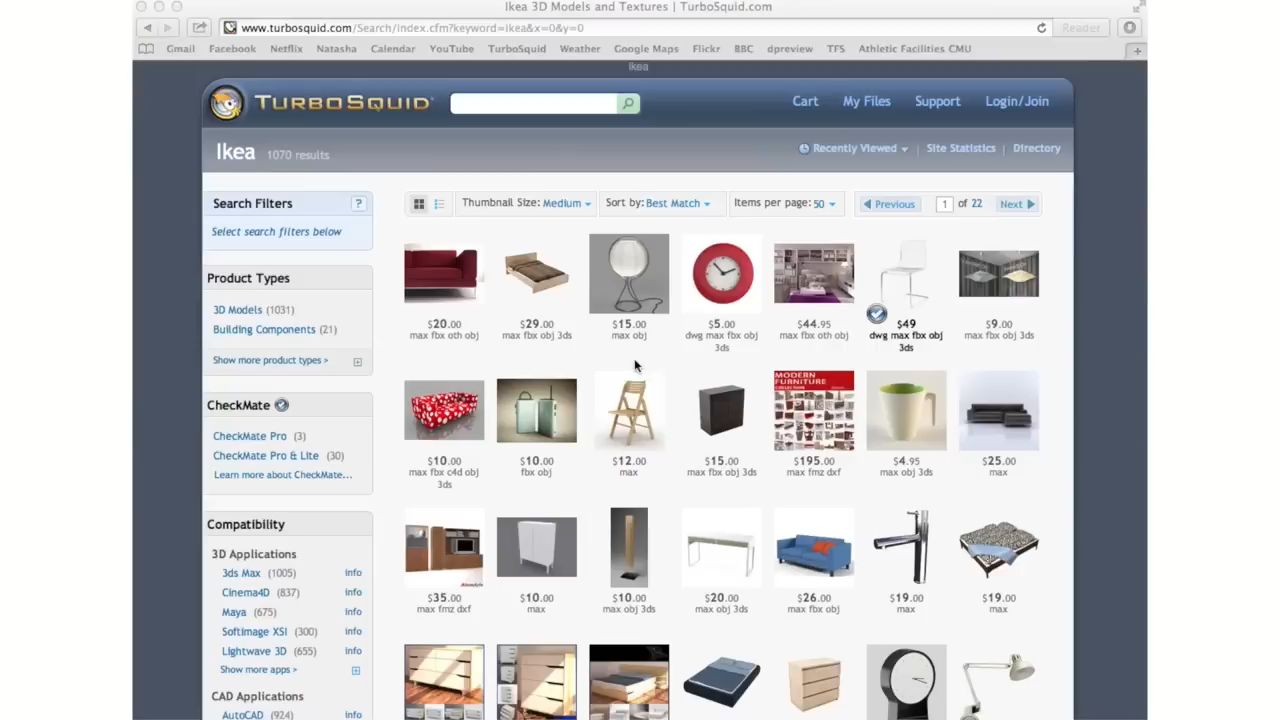 Ikea 3D Models and Textures | TurboSquid.com
www.turbosquid.com/Search/Index.cfm?keyword=ikea&x=0&y=0
Reader
Gmail Facebook Netflix Natasha Calendar YouTube TurboSquid Weather Google Maps Flickr BBC dpreview TFS Athletic Facilities CMU
Ikea
TURBOSQUID
Cart My Files Support Login/Join
Ikea 1070 results
Recently Viewed Site Statistics Directory
Search Filters ?
Select search filters below
Thumbnail Size: Medium Sort by: Best Match Items per page: 50 Previous 1 of 22 Next
Product Types
3D Models (1031)
Building Components (21)
Show more product types >
CheckMate
CheckMate Pro (3)
CheckMate Pro & Lite (30)
Learn more about CheckMate...
Compatibility
3D Applications
3ds Max (1005) info
Cinema4D (837) info
Maya (675) info
Softimage XSI (300) info
Lightwave 3D (655) info
Show more apps >
CAD Applications
AutoCAD (924) info
$20.00 $29.00 $15.00 $5.00 $44.95 $49 $9.00
max fbx oth obj max fbx obj 3ds max obj dwg max fbx obj max fbx oth obj dwg max fbx obj max fbx obj 3ds
3ds 3ds
MODERN
FURNITURE
$10.00 $10.00 $12.00 $15.00 $195.00 $4.95 $25.00
max fbx c4d obj fbx obj max max fbx obj 3ds max fmz dxf max obj 3ds max
3ds
$35.00 $10.00 $10.00 $20.00 $26.00 $19.00 $19.00
max fmz dxf max max obj 3ds max obj 3ds max fbx obj max max